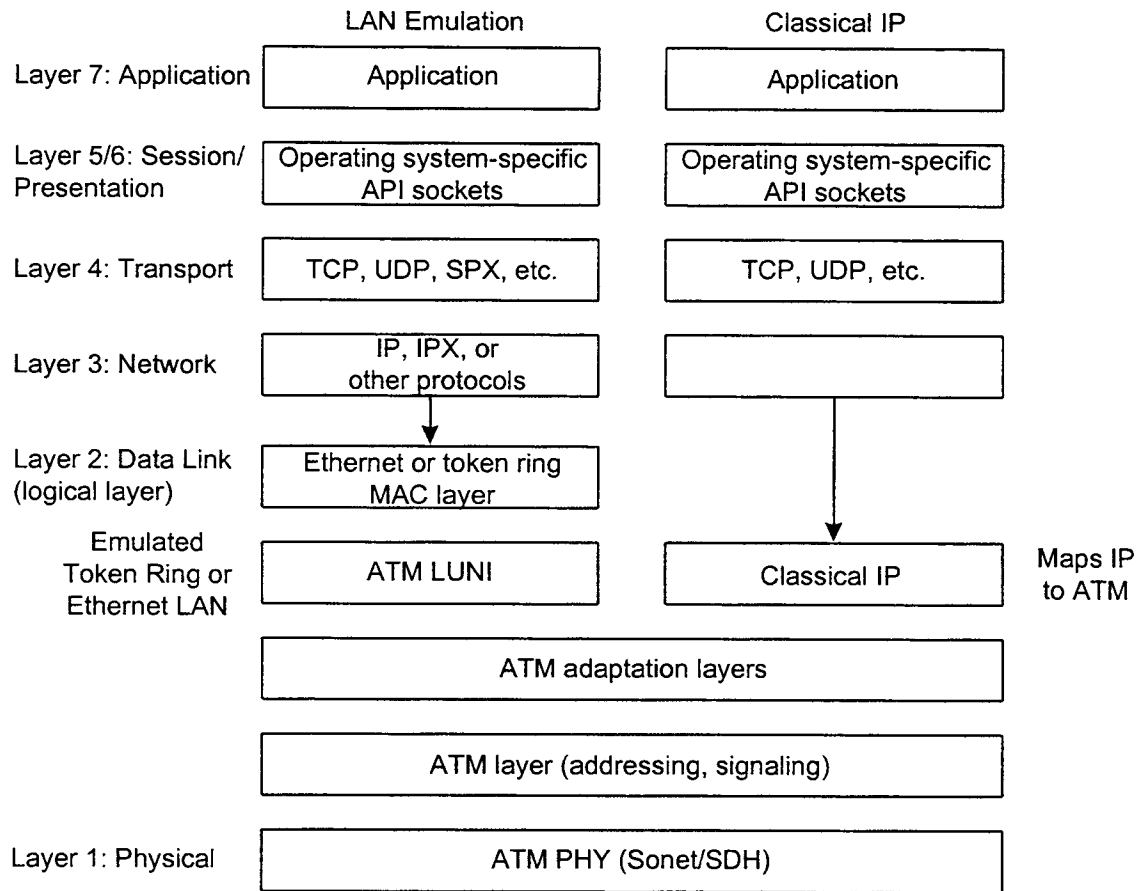 LAN Emulation
Classical IP
Layer 7: Application
Application
Application
Layer 5/6: Session/
Presentation
Operating system-specific
API sockets
Operating system-specific
API sockets
Layer 4: Transport
TCP, UDP, SPX, etc.
TCP, UDP, etc.
Layer 3: Network
IP, IPX, or
other protocols
Layer 2: Data Link
(logical layer)
Ethernet or token ring
MAC layer
Emulated
Token Ring or
Ethernet LAN
ATM LUNI
Classical IP
Maps IP
to ATM
ATM adaptation layers
ATM layer (addressing, signaling)
Layer 1: Physical
ATM PHY (Sonet/SDH)